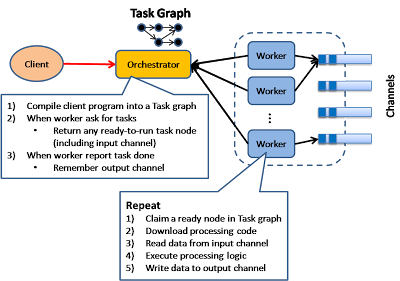 Task Graph
Client
Orchestrator
Worker
Worker
...
Worker
Channels
1) Compile client program into a Task graph
2) When worker ask for tasks
• Return any ready-to-run task node
(including input channel)
3) When worker report task done
• Remember output channel
Repeat
1) Claim a ready node in Task graph
2) Download processing code
3) Read data from input channel
4) Execute processing logic
5) Write data to output channel